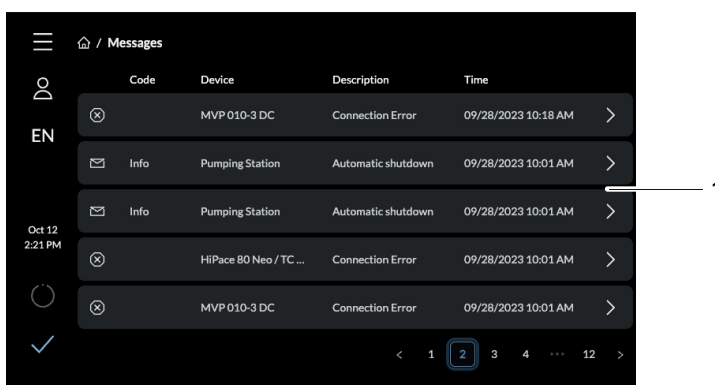 / Messages
Code Device Description Time
MVP 010-3 DC Connection Error 09/28/2023 10:18 AM
EN
Info Pumping Station Automatic shutdown 09/28/2023 10:01 AM
Info Pumping Station Automatic shutdown 09/28/2023 10:01 AM
Oct 12
2:21 PM
HiPace 80 Neo / TC ... Connection Error 09/28/2023 10:01 AM
MVP 010-3 DC Connection Error 09/28/2023 10:01 AM
< 1 2 3 4 ... 12 >